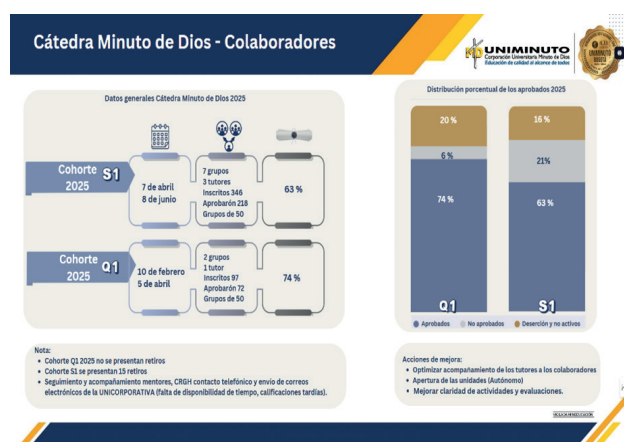 Cátedra Minuto de Dios - Colaboradores
UNIMINUTO
Corporación Universitaria Minuto de Dios
Educación de calidad al alcance de todos
Datos generales Cátedra Minuto de DIos 2025
Cohorte S1
2025
7 de abril
8 de junio
7 grupos
3 tutores
Inscritos 346
Aprobarón 218
Grupos de 50
63 %
Cohorte Q1
2025
10 de febrero
5 de abril
2 grupos
1 tutor
Inscritos 97
Aprobarón 72
Grupos de 50
74 %
Distribución porcentual de los aprobados 2025
20 %
6 %
74 %
Q1
16 %
21%
63 %
S1
Aprobados
No aprobados
Deserción y no activos
Nota:
• Cohorte Q1 2025 no se presentan retiros
• Cohorte S1 se presentan 15 retiros
• Seguimiento y acompañamiento mentores, CRGH contacto telefónico y envío de correos
electrónicos de la UNICORPORATIVA (falta de disponibilidad de tiempo, calificaciones tardías).
Acciones de mejora:
• Optimizar acompañamiento de los tutores a los colaboradores
• Apertura de las unidades (Autónomo)
• Mejorar claridad de actividades y evaluaciones.